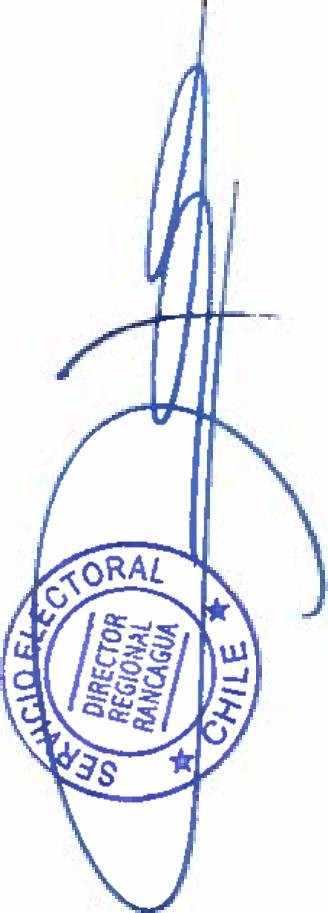 SERVICIO ELECTORAL
DIRECTOR
REGIONAL
RANCAGUA
★ CHILE ★